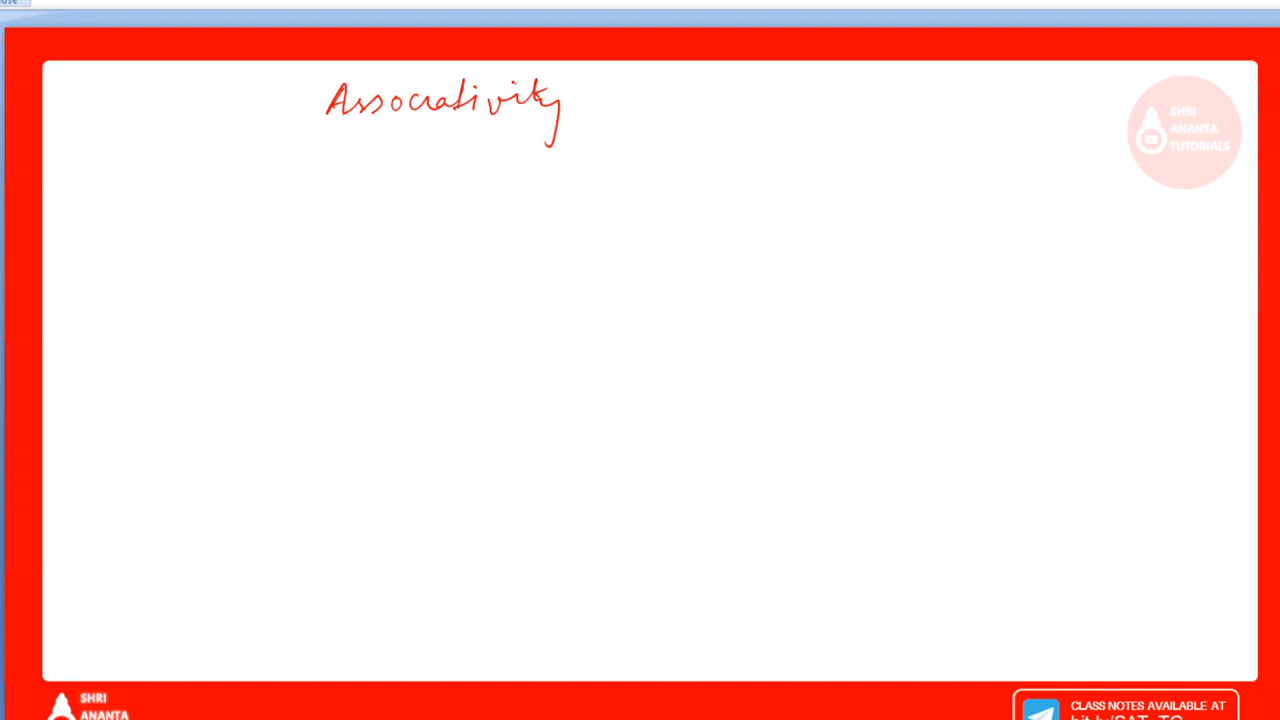 Associativity
SHRI
ANANTA
TUTORIALS
SHRI
ANANTA
CLASS NOTES AVAILABLE AT